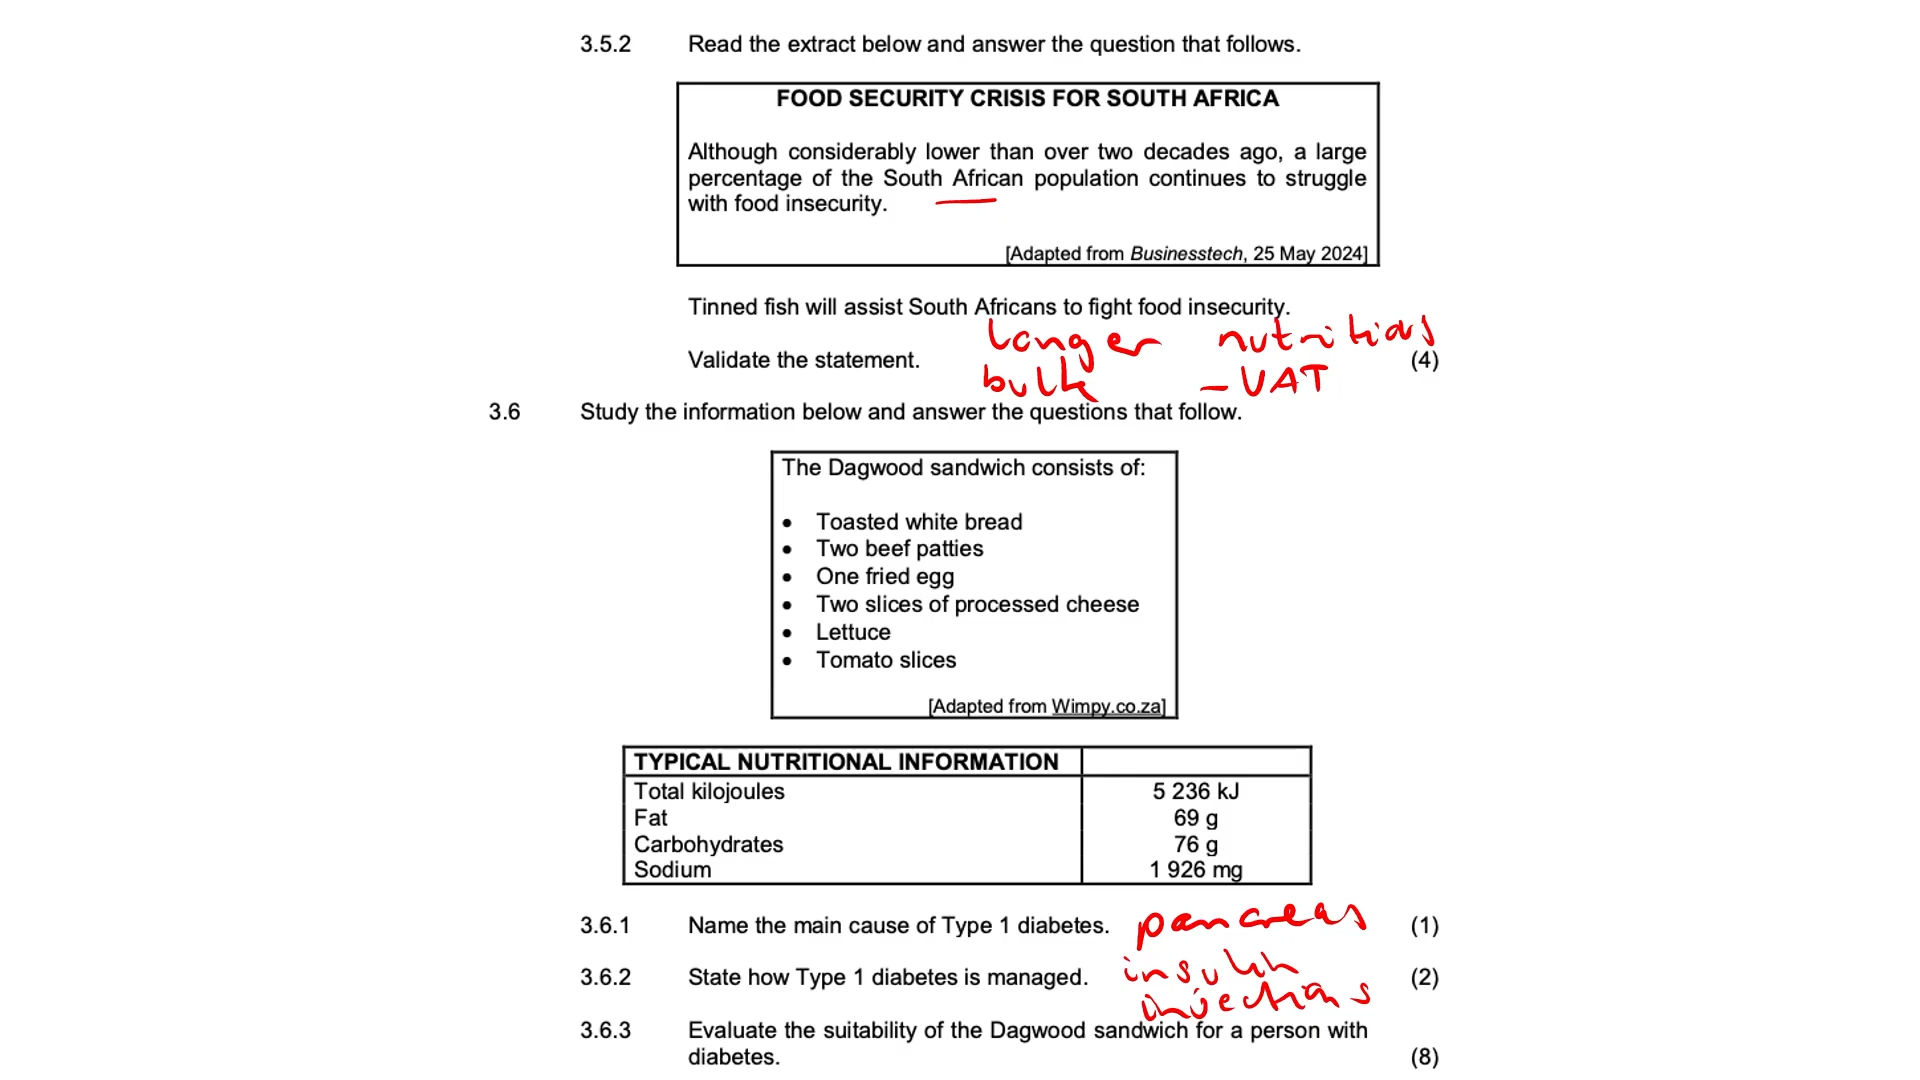 3.5.2 Read the extract below and answer the question that follows.
FOOD SECURITY CRISIS FOR SOUTH AFRICA
Although considerably lower than over two decades ago, a large
percentage of the South African population continues to struggle
with food insecurity.
[Adapted from Businesstech, 25 May 2024]
Tinned fish will assist South Africans to fight food insecurity.
longer nutritious
Validate the statement. (4)
bulk - VAT
3.6 Study the information below and answer the questions that follow.
The Dagwood sandwich consists of:
• Toasted white bread
• Two beef patties
• One fried egg
• Two slices of processed cheese
• Lettuce
• Tomato slices
[Adapted from Wimpy.co.za]
TYPICAL NUTRITIONAL INFORMATION
Total kilojoules 5 236 kJ
Fat 69 g
Carbohydrates 76 g
Sodium 1 926 mg
3.6.1 Name the main cause of Type 1 diabetes. pancreas (1)
3.6.2 State how Type 1 diabetes is managed. insulin (2)
injections
3.6.3 Evaluate the suitability of the Dagwood sandwich for a person with
diabetes. (8)